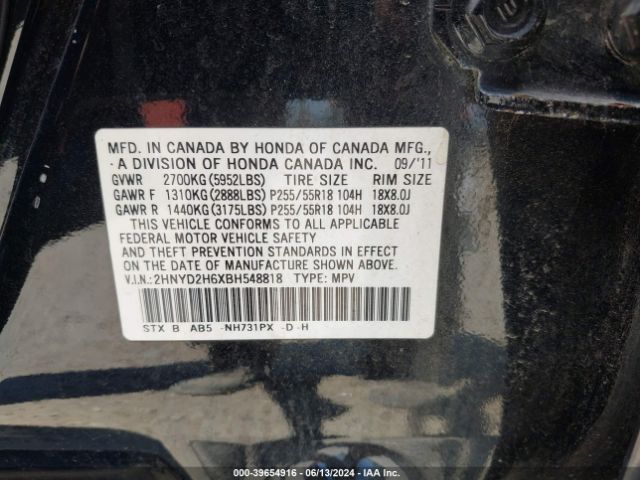 MFD. IN CANADA BY HONDA OF CANADA MFG.,
A DIVISION OF HONDA CANADA INC. 09/'11
GVWR 2700KG(5952LBS) TIRE SIZE RIM SIZE
GAWR F 1310KG(2888LBS) P255/55R18 104H 18X8.0J
GAWR R 1440KG(3175LBS) P255/55R18 104H 18X8.0J
THIS VEHICLE CONFORMS TO ALL APPLICABLE
FEDERAL MOTOR VEHICLE SAFETY
AND THEFT PREVENTION STANDARDS IN EFFECT
ON THE DATE OF MANUFACTURE SHOWN ABOVE.
V.I.N.:2HNYD2H6XBH548818 TYPE: MPV
STX B AB5 -NH731PX -D -H
000-39654916 - 06/13/2024 - IAAI.COM